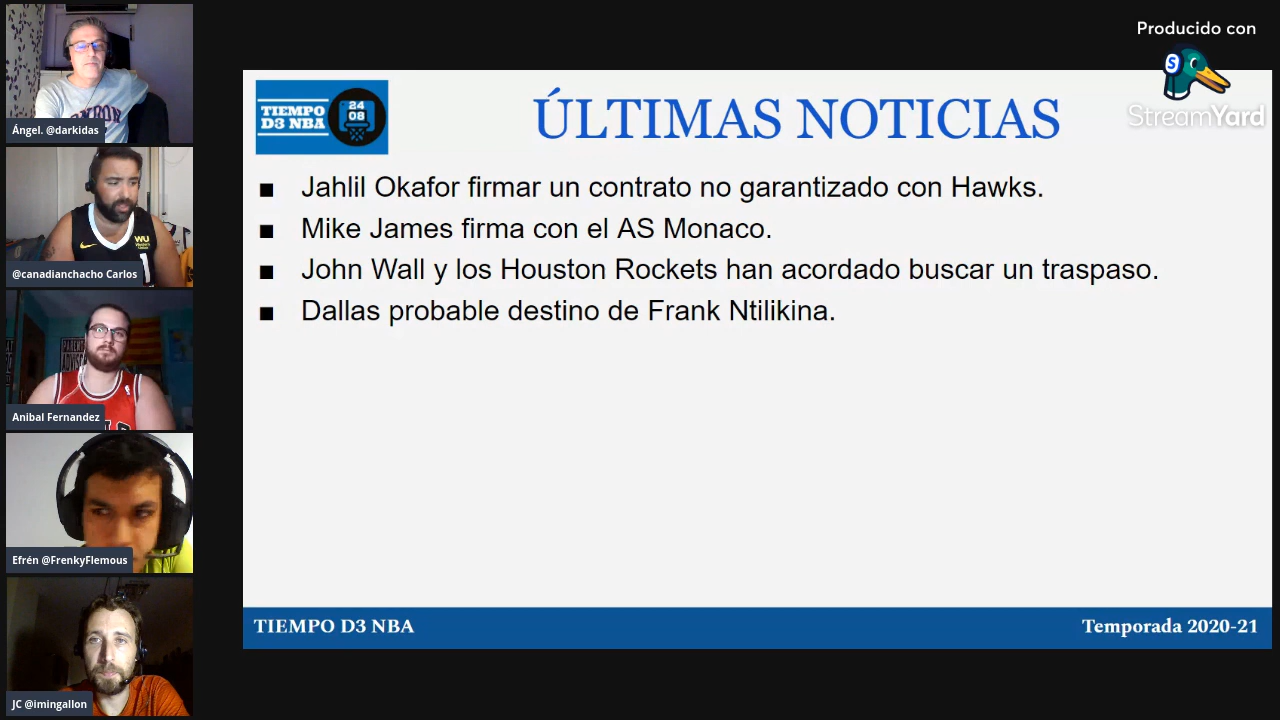 Producido con
StreamYard
TIEMPO
D3 NBA
24
08
ÚLTIMAS NOTICIAS
■ Jahlil Okafor firmar un contrato no garantizado con Hawks.
■ Mike James firma con el AS Monaco.
■ John Wall y los Houston Rockets han acordado buscar un traspaso.
■ Dallas probable destino de Frank Ntilikina.
TIEMPO D3 NBA
Temporada 2020-21
Ángel. @darkidas
WU
@canadianchacho Carlos
Anibal Fernandez
Efrén @FrenkyFlemous
JC @imingallon